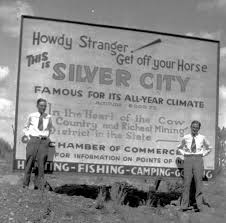 Howdy Stranger.
Get off your Horse
This is
SILVER CITY
FAMOUS FOR ITS ALL-YEAR CLIMATE
ALTITUDE
In the Heart of the Cow
Country and Richest Mining
District in the State
CHAMBER OF COMMERCE
FOR INFORMATION ON POINTS OF
HUNTING-FISHING-CAMPING-GO